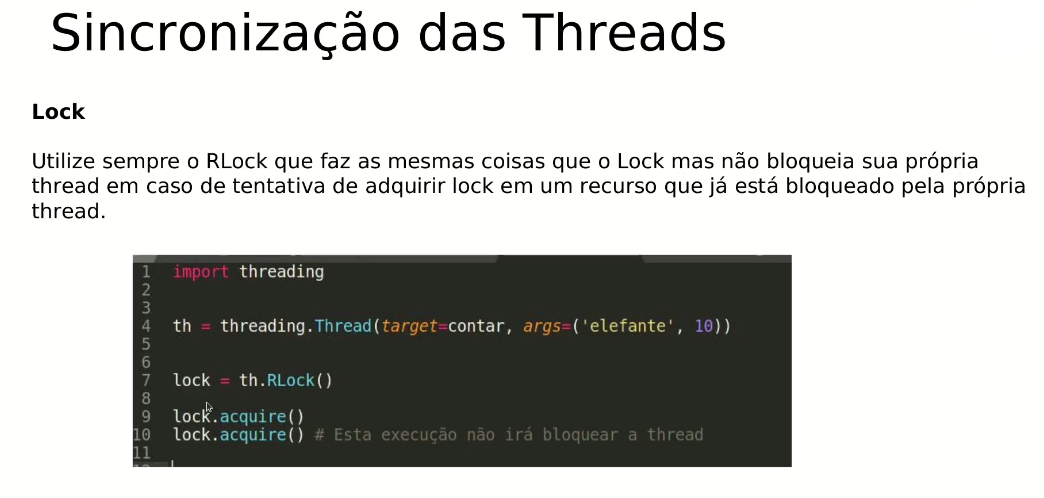 Sincronização das Threads
Lock
Utilize sempre o RLock que faz as mesmas coisas que o Lock mas não bloqueia sua própria
thread em caso de tentativa de adquirir lock em um recurso que já está bloqueado pela própria
thread.
1 import threading
2
3
4 th = threading.Thread(target=contar, args=('elefante', 10))
5
6
7 lock = th.RLock()
8
9 lock.acquire()
10 lock.acquire() # Esta execução não irá bloquear a thread
11